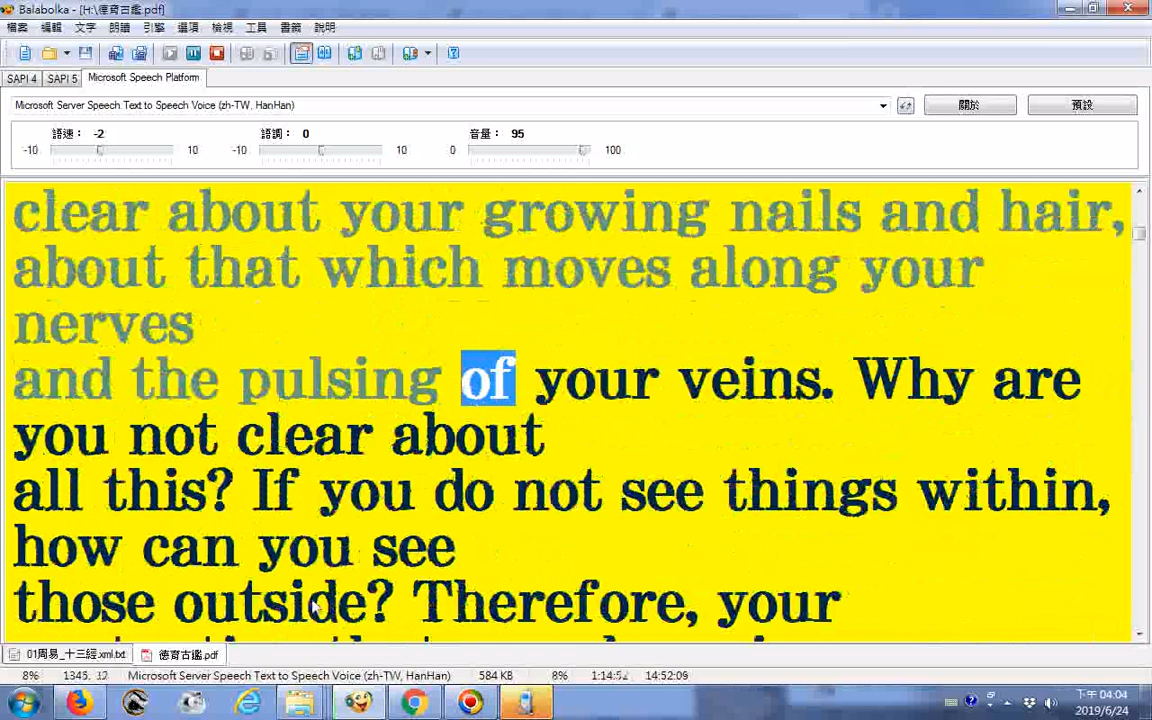 Balabolka - [H:\德育古鑑.pdf]
檔案 編輯 文字 朗讀 引擎 選項 檢視 工具 書籤 說明
SAPI 4 SAPI 5 Microsoft Speech Platform
Microsoft Server Speech Text to Speech Voice (zh-TW, HanHan) 關於 預設
語速： -2 語調： 0 音量： 95
-10 10 -10 10 0 100
clear about your growing nails and hair,
about that which moves along your
nerves
and the pulsing of your veins. Why are
you not clear about
all this? If you do not see things within,
how can you see
those outside? Therefore, your
01周易_十三經.xml.txt 德育古鑑.pdf
8% 1345, 12 Microsoft Server Speech Text to Speech Voice (zh-TW, HanHan) 584 KB 8% 14:52:09
下午 04:04
2019/6/24